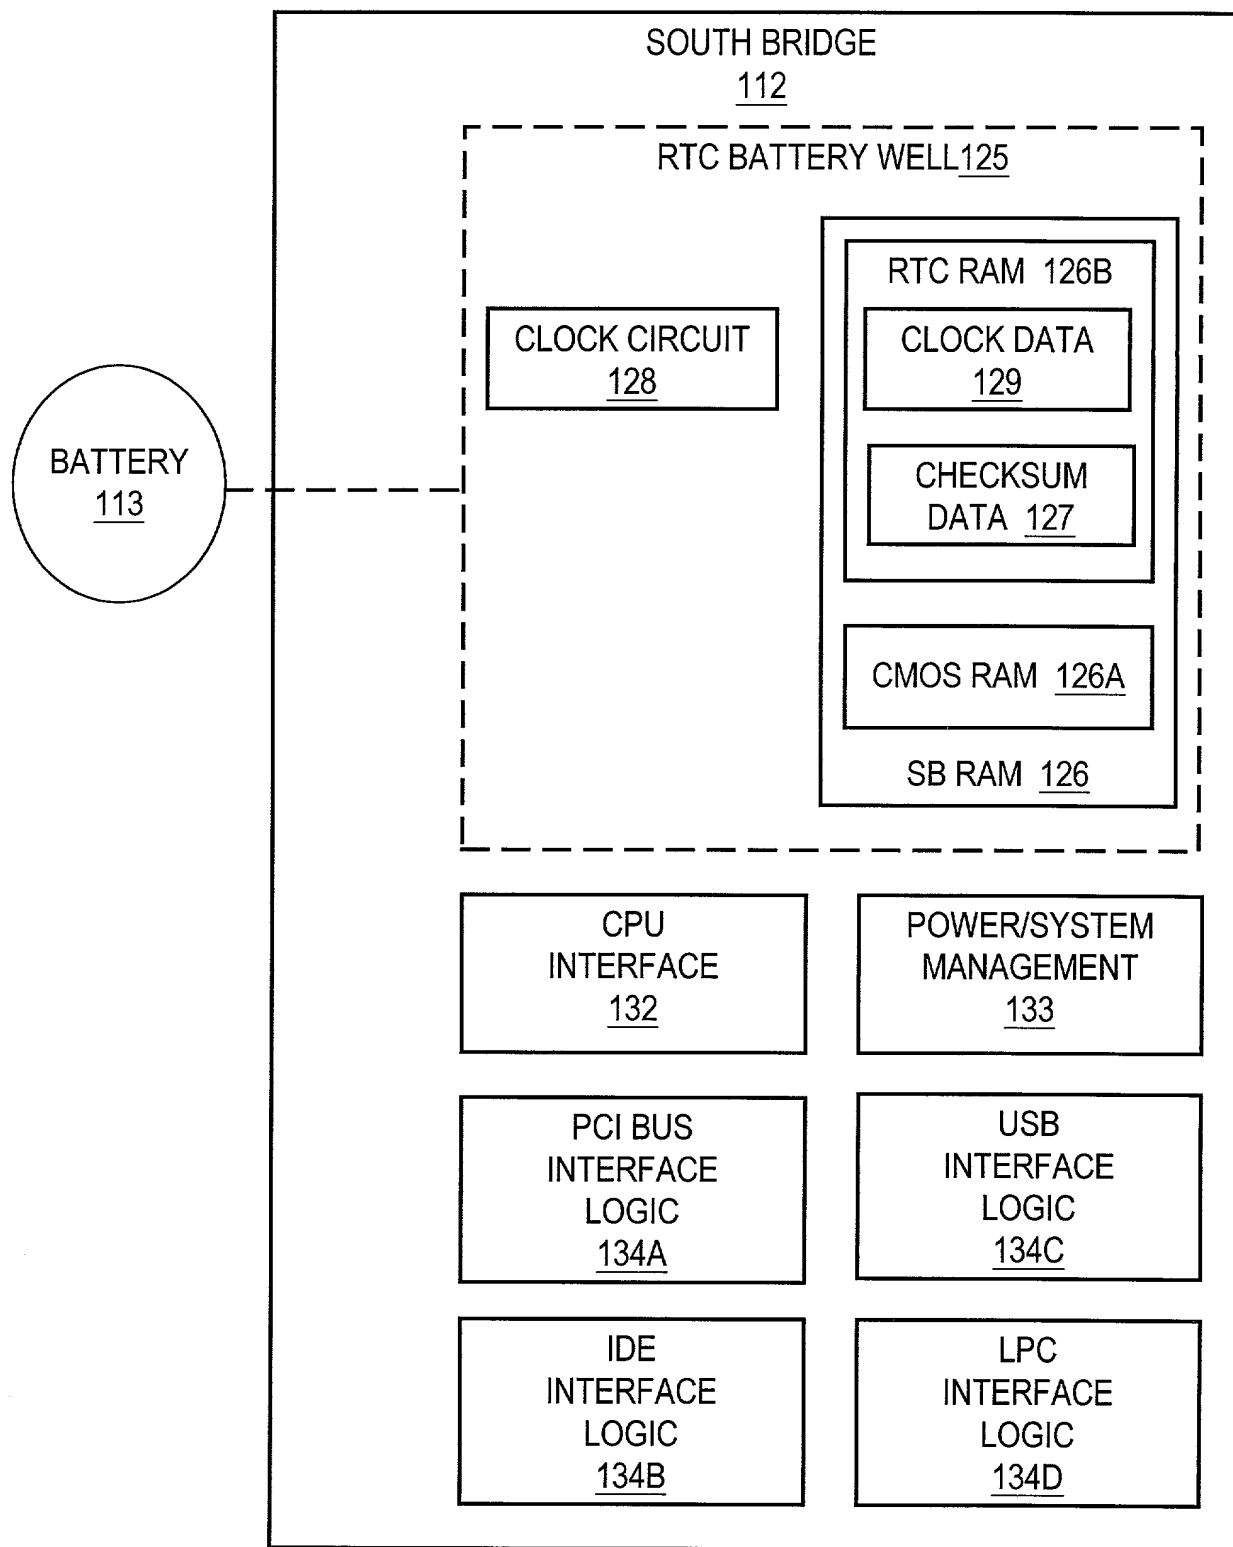 SOUTH BRIDGE
112
RTC BATTERY WELL125
RTC RAM 126B
CLOCK CIRCUIT
128
CLOCK DATA
129
BATTERY
113
CHECKSUM
DATA 127
CMOS RAM 126A
SB RAM 126
CPU
INTERFACE
132
POWER/SYSTEM
MANAGEMENT
133
PCI BUS
INTERFACE
LOGIC
134A
USB
INTERFACE
LOGIC
134C
IDE
INTERFACE
LOGIC
134B
LPC
INTERFACE
LOGIC
134D